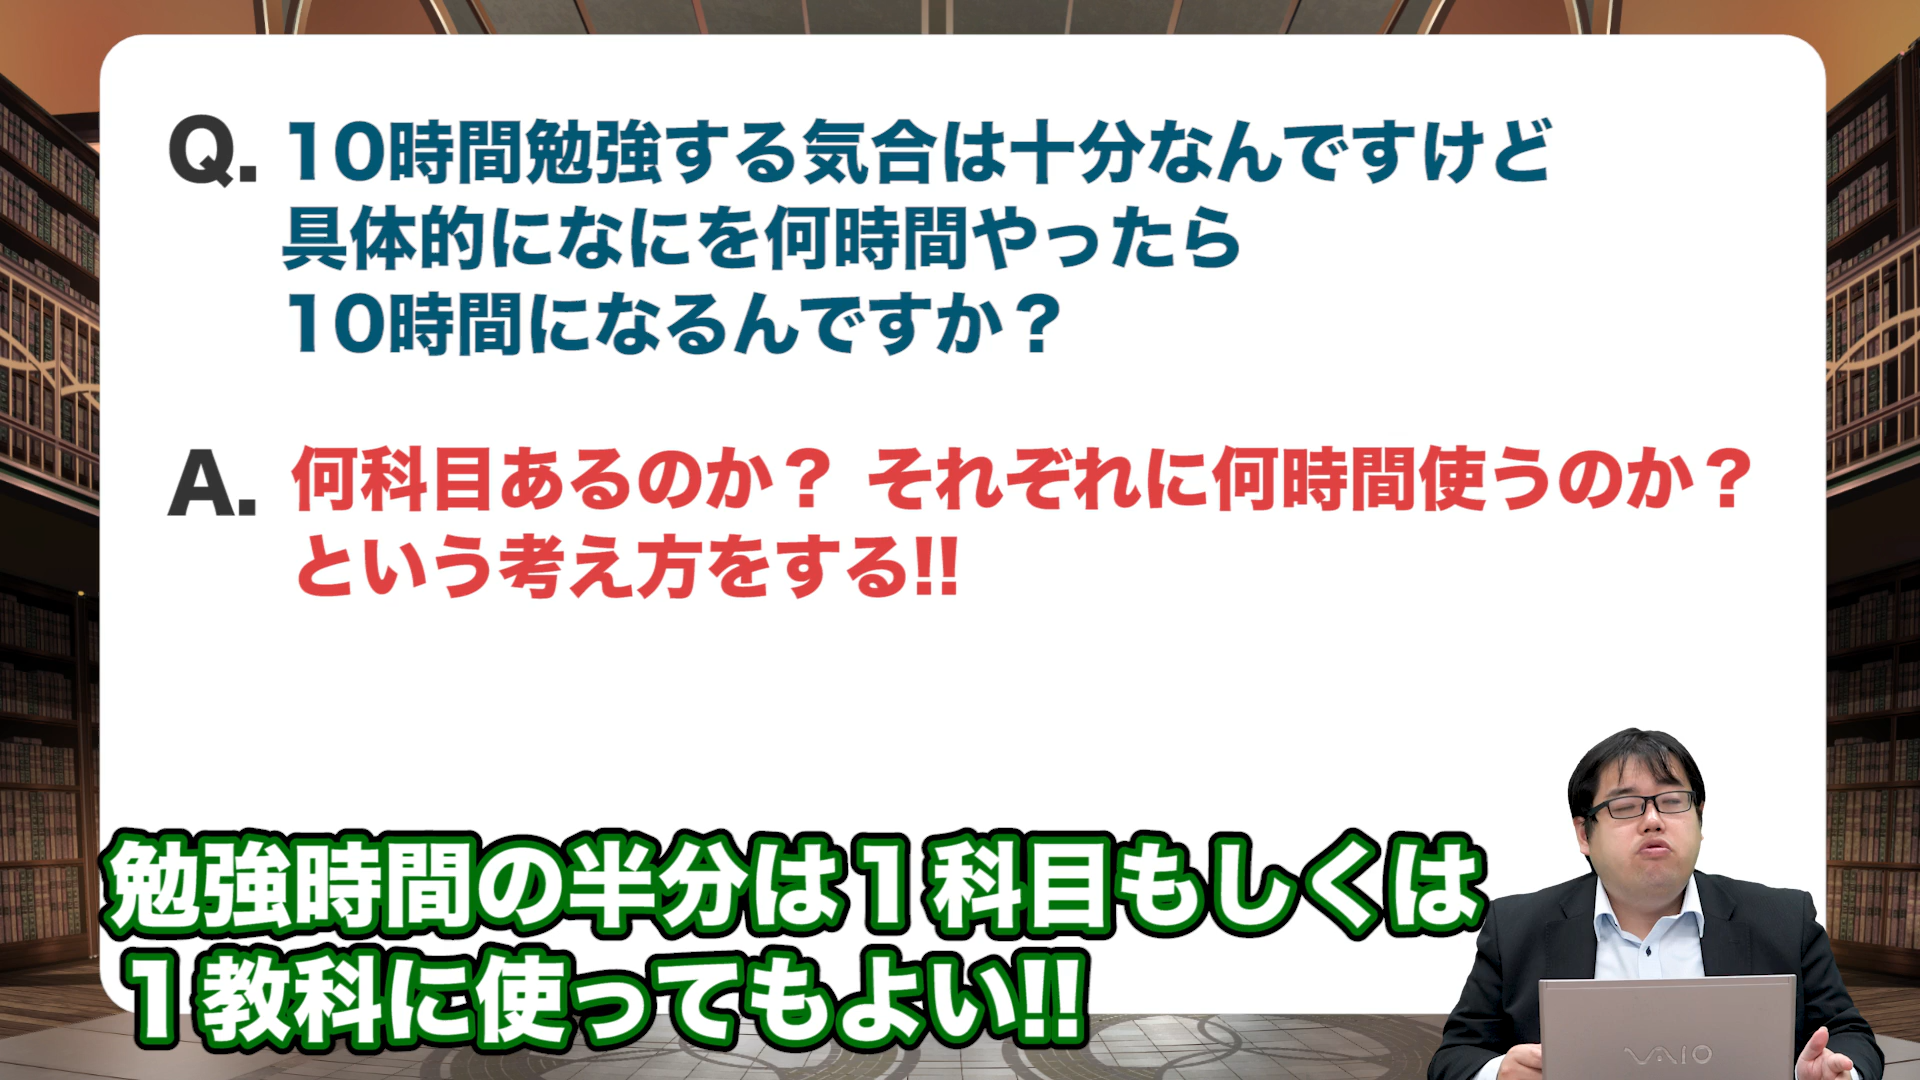 Q. 10時間勉強する気合は十分なんですけど
具体的になにを何時間やったら
10時間になるんですか？
A. 何科目あるのか？ それぞれに何時間使うのか？
という考え方をする!!
勉強時間の半分は１科目もしくは
１教科に使ってもよい!!
VAIO